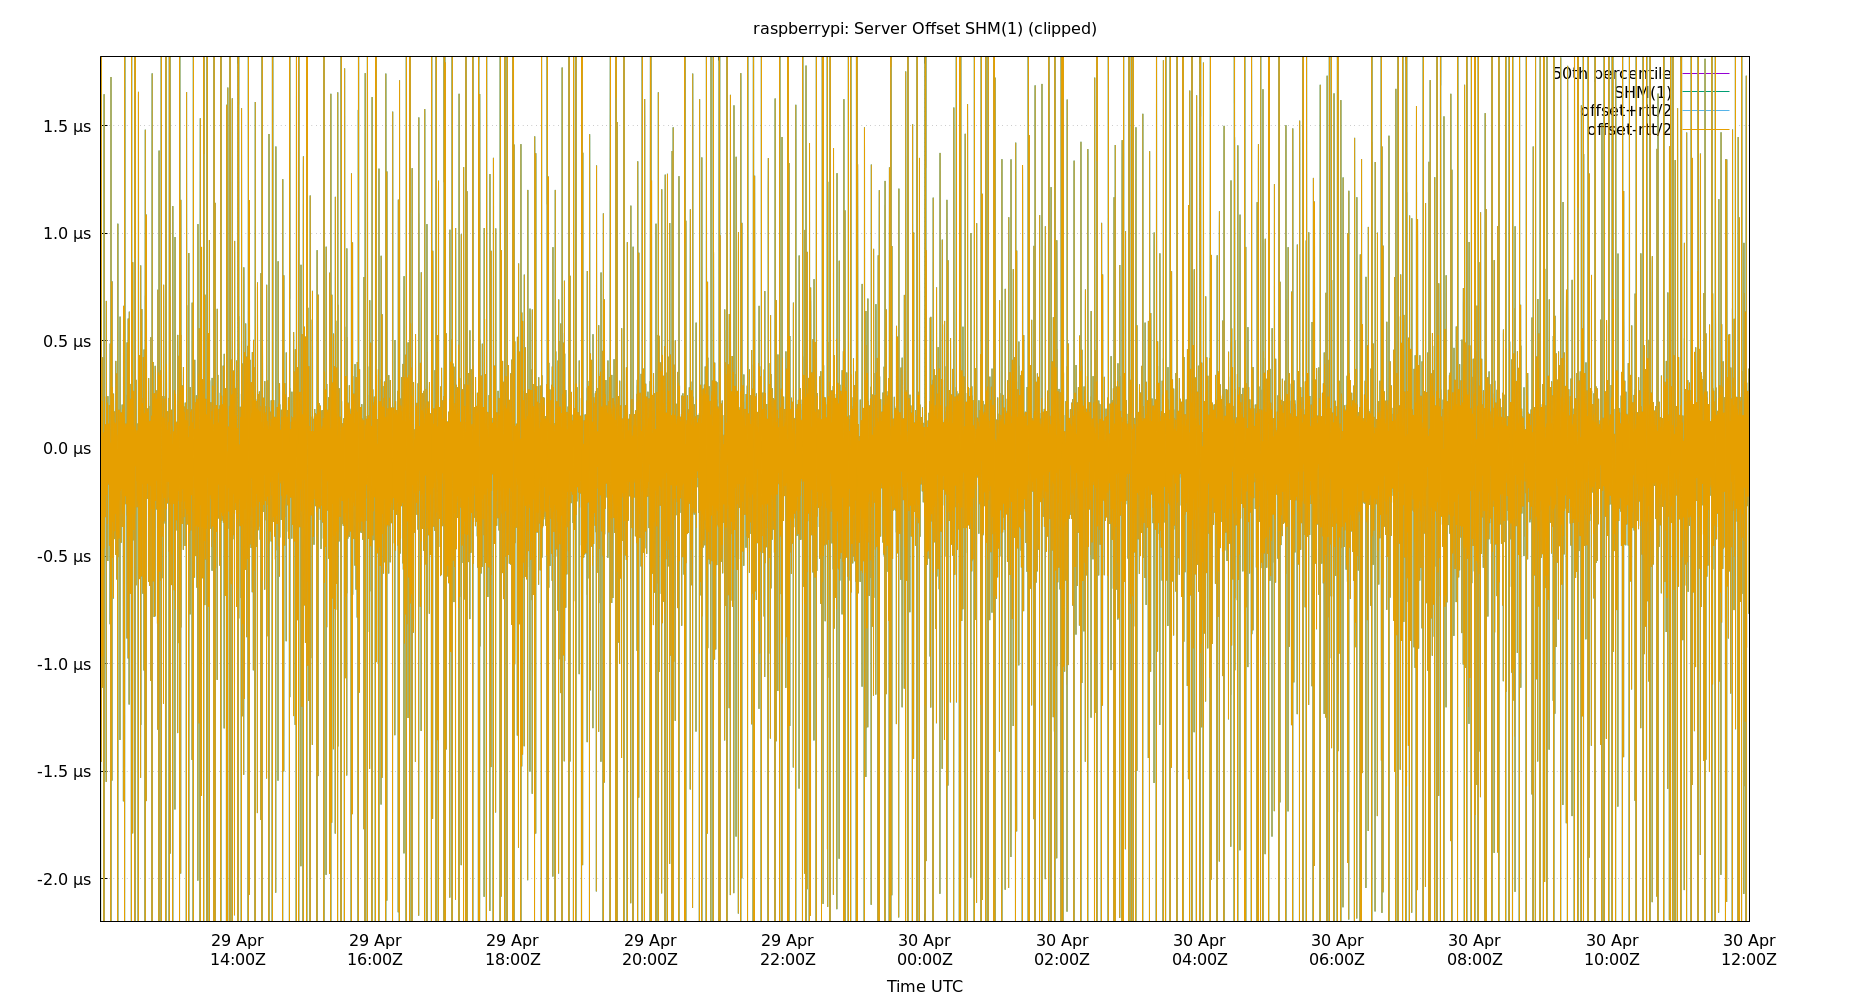 raspberrypi: Server Offset SHM(1) (clipped)
50th percentile
SHM(1)
offset+rtt/2
offset-rtt/2
1.5 µs
1.0 µs
0.5 µs
0.0 µs
-0.5 µs
-1.0 µs
-1.5 µs
-2.0 µs
29 Apr 29 Apr 29 Apr 29 Apr 29 Apr 30 Apr 30 Apr 30 Apr 30 Apr 30 Apr 30 Apr 30 Apr
14:00Z 16:00Z 18:00Z 20:00Z 22:00Z 00:00Z 02:00Z 04:00Z 06:00Z 08:00Z 10:00Z 12:00Z
Time UTC